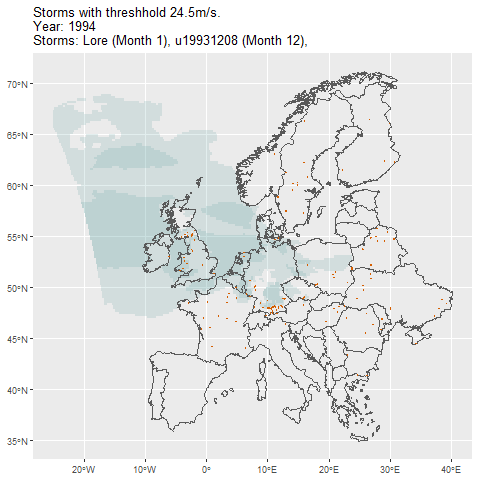 Storms with threshhold 24.5m/s.
Year: 1994
Storms: Lore (Month 1), u19931208 (Month 12),
70°N
65°N
60°N
55°N
50°N
45°N
40°N
35°N
20°W
10°W
0°
10°E
20°E
30°E
40°E